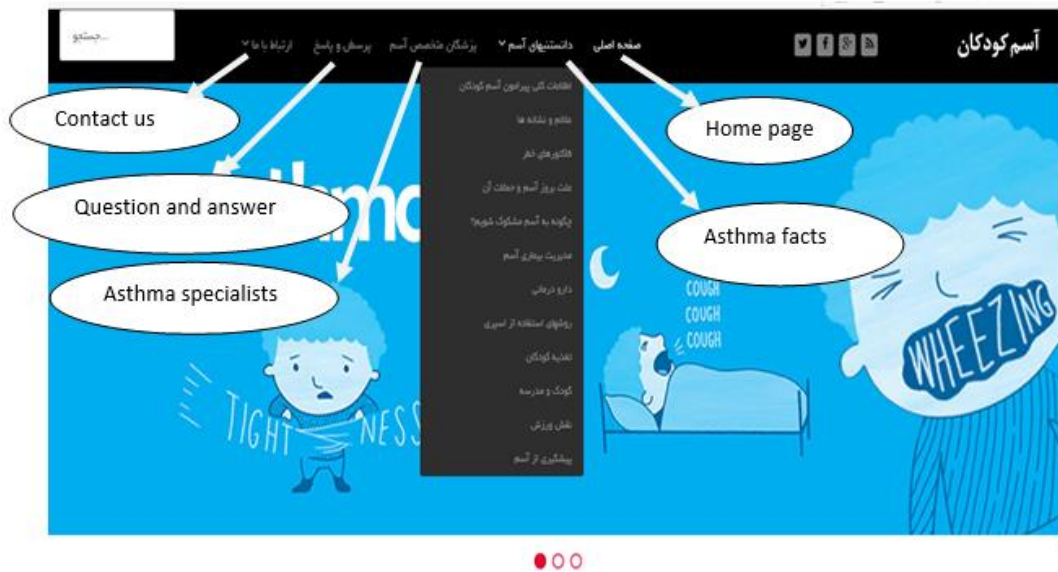 آسم کودکان
صفحه اصلی
دانستنیهای آسم
پزشکان متخصص آسم
پرسش و پاسخ
ارتباط با ما
جستجو...
اطلاعات کلی پیرامون آسم کودکان
علائم و نشانه ها
فاکتورهای خطر
علت بروز آسم و حملات آن
چگونه به آسم مشکوک شویم؟
مدیریت بیماری آسم
دارو درمانی
روشهای استفاده از اسپری
تغذیه کودکان
کودک و مدرسه
نقش ورزش
پیشگیری از آسم
Contact us
Home page
Question and answer
Asthma facts
Asthma specialists
COUGH
COUGH
COUGH
WHEEZING
TIGHT NESS